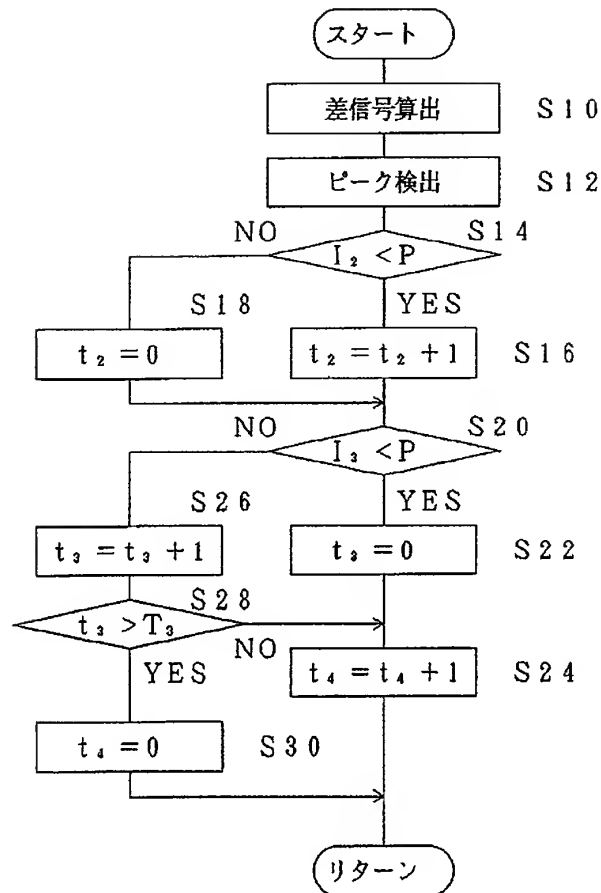 スタート
差信号算出 S10
ピーク検出 S12
NO S14
I₂<P
S18 YES
t₂=0 t₂=t₂+1 S16
NO S20
I₃<P
S26 YES
t₃=t₃+1 t₃=0 S22
S28
t₃>T₃
NO
YES t₄=t₄+1 S24
t₄=0 S30
リターン